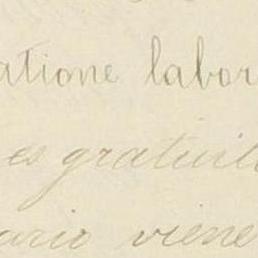 atione labor
es gratuit
ario viene